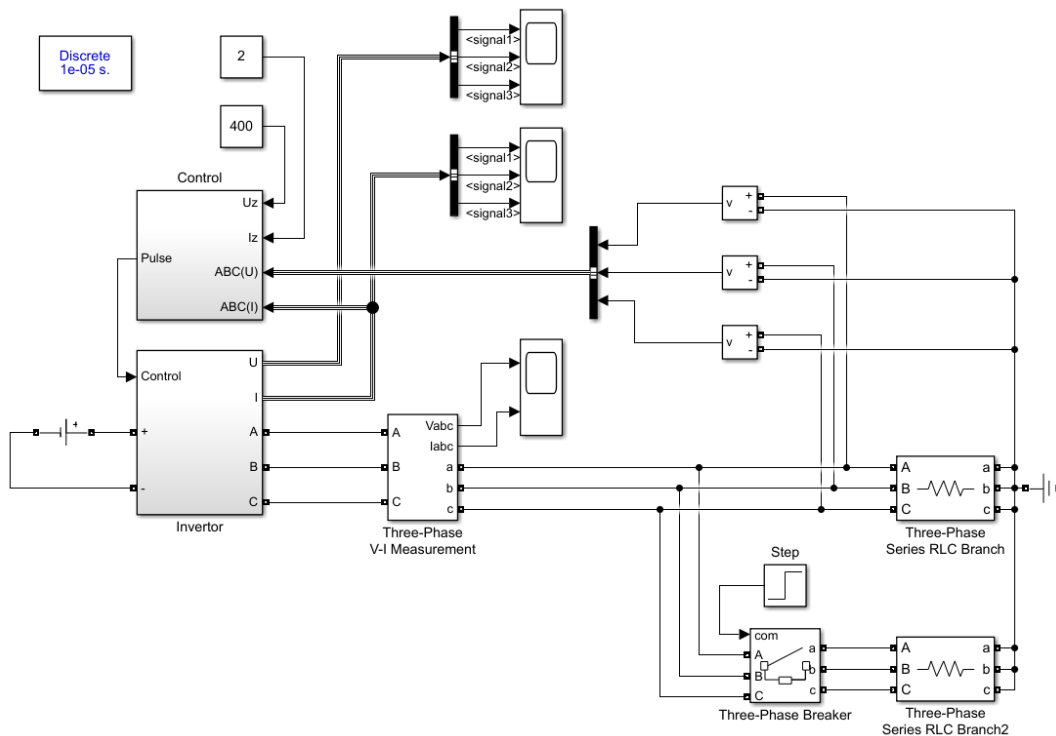 Discrete
1e-05 s.
2
400
<signal1>
<signal2>
<signal3>
<signal1>
<signal2>
<signal3>
Control
Uz
Iz
Pulse
ABC(U)
ABC(I)
v
+
-
v
+
-
v
+
-
Control
U
I
+
+
-
A
B
C
Invertor
A
B
C
Vabc
Iabc
a
b
c
Three-Phase
V-I Measurement
A
B
C
a
b
c
Three-Phase
Series RLC Branch
Step
com
A
B
C
a
b
c
Three-Phase Breaker
A
B
C
a
b
c
Three-Phase
Series RLC Branch2